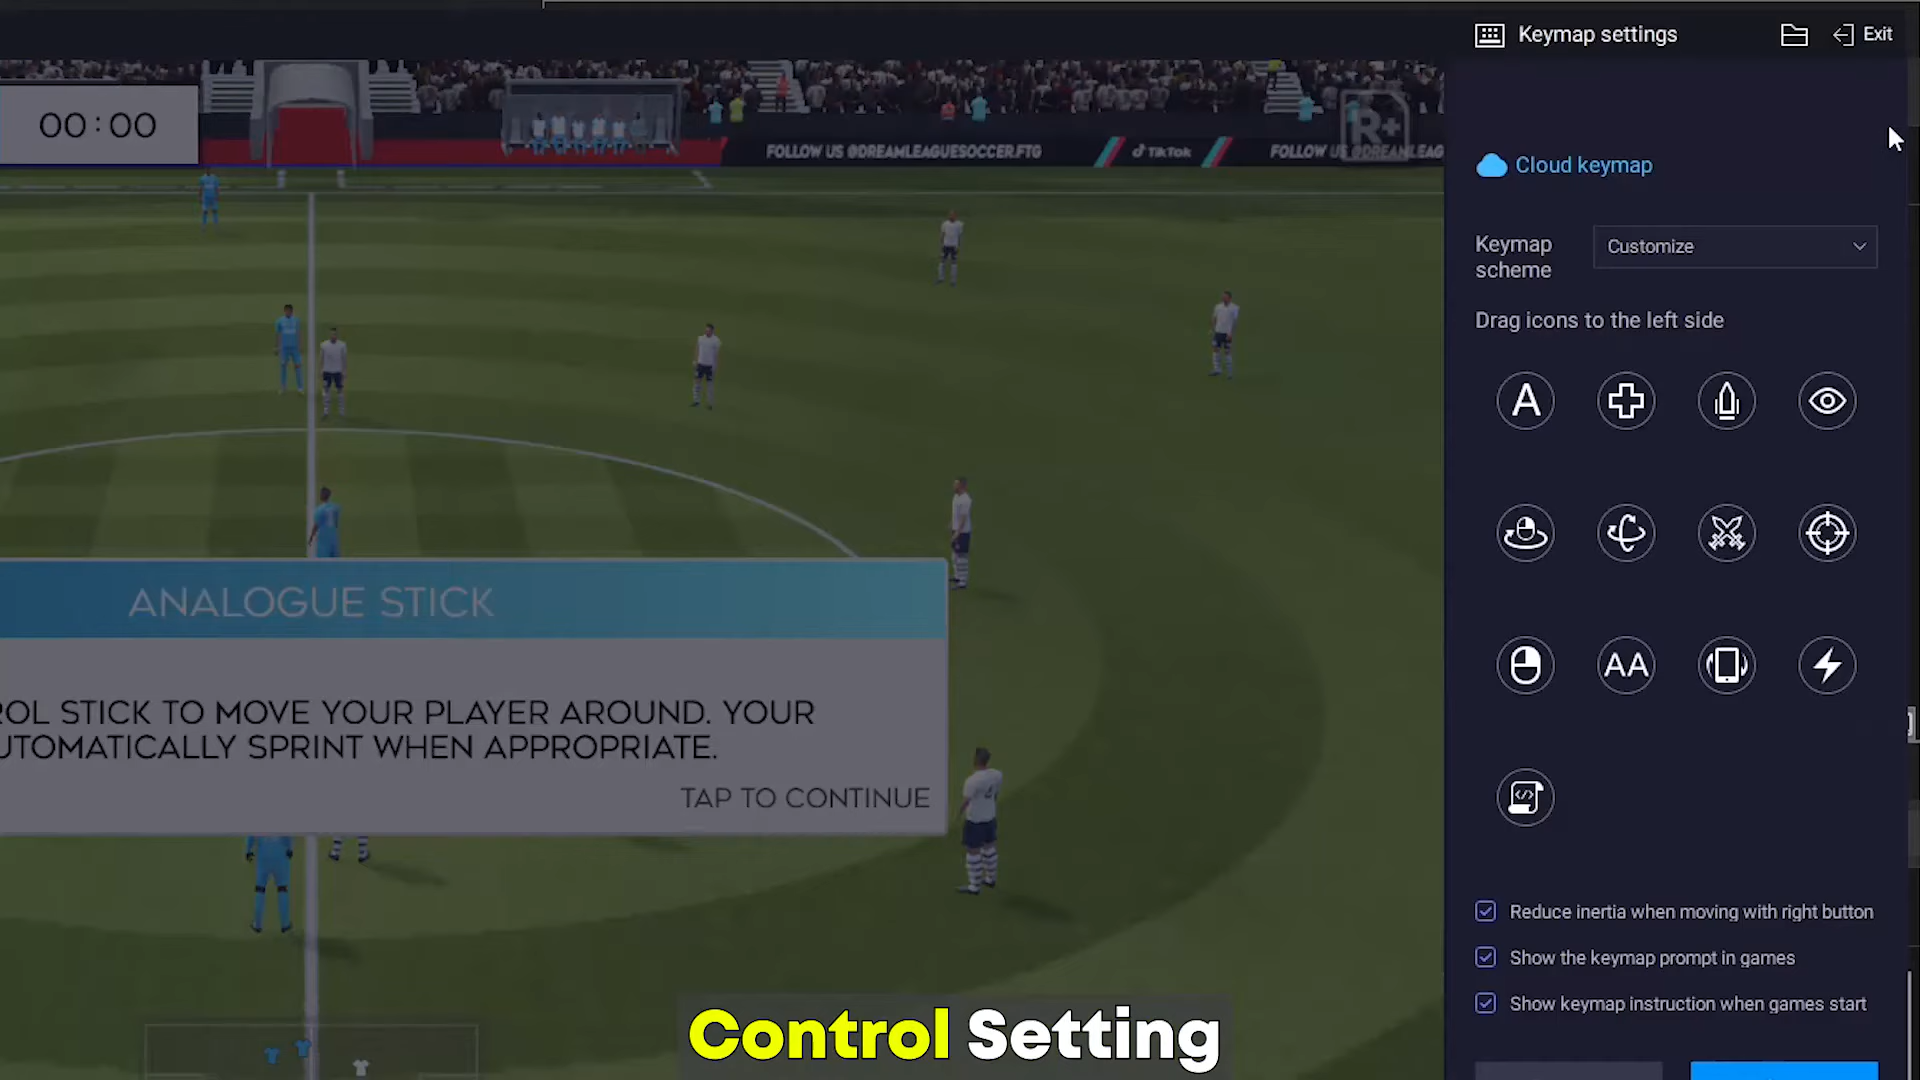 Keymap settings
Exit
00:00
R+
FOLLOW US @DREAMLEAGUESOCCER.FTG
TikTok
FOLLOW US @DREAMLEAG
Cloud keymap
Keymap scheme
Customize
Drag icons to the left side
A
AA
ANALOGUE STICK
ROL STICK TO MOVE YOUR PLAYER AROUND. YOUR
UTOMATICALLY SPRINT WHEN APPROPRIATE.
TAP TO CONTINUE
Reduce inertia when moving with right button
Show the keymap prompt in games
Show keymap instruction when games start
Control Setting